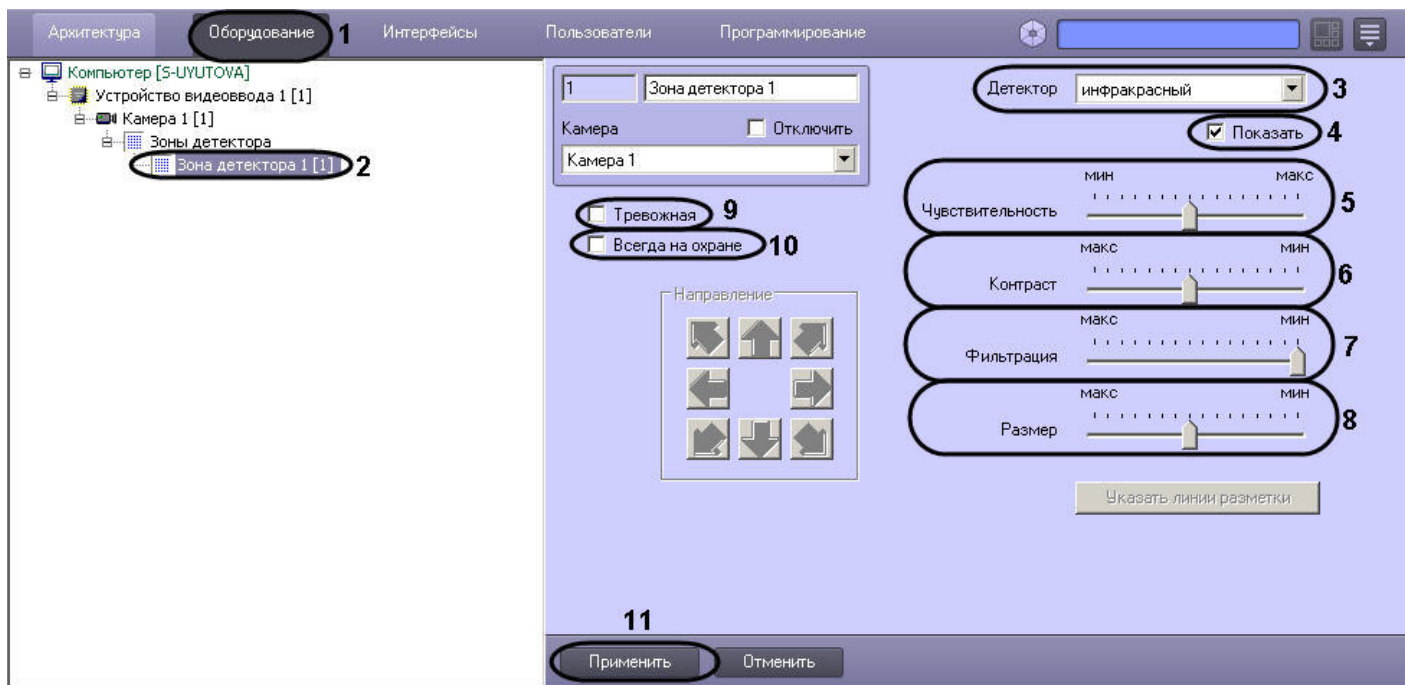 Архитектура Оборудование 1 Интерфейсы Пользователи Программирование
Компьютер [S-UYUTOVA]
Устройство видеоввода 1 [1]
Камера 1 [1]
Зоны детектора
Зона детектора 1 [1] 2
1 Зона детектора 1
Камера Отключить
Камера 1
Тревожная 9
Всегда на охране 10
Направление
Детектор инфракрасный 3
Показать 4
мин макс
Чувствительность 5
макс мин
Контраст 6
макс мин
Фильтрация 7
макс мин
Размер 8
Указать линии разметки
11
Применить Отменить